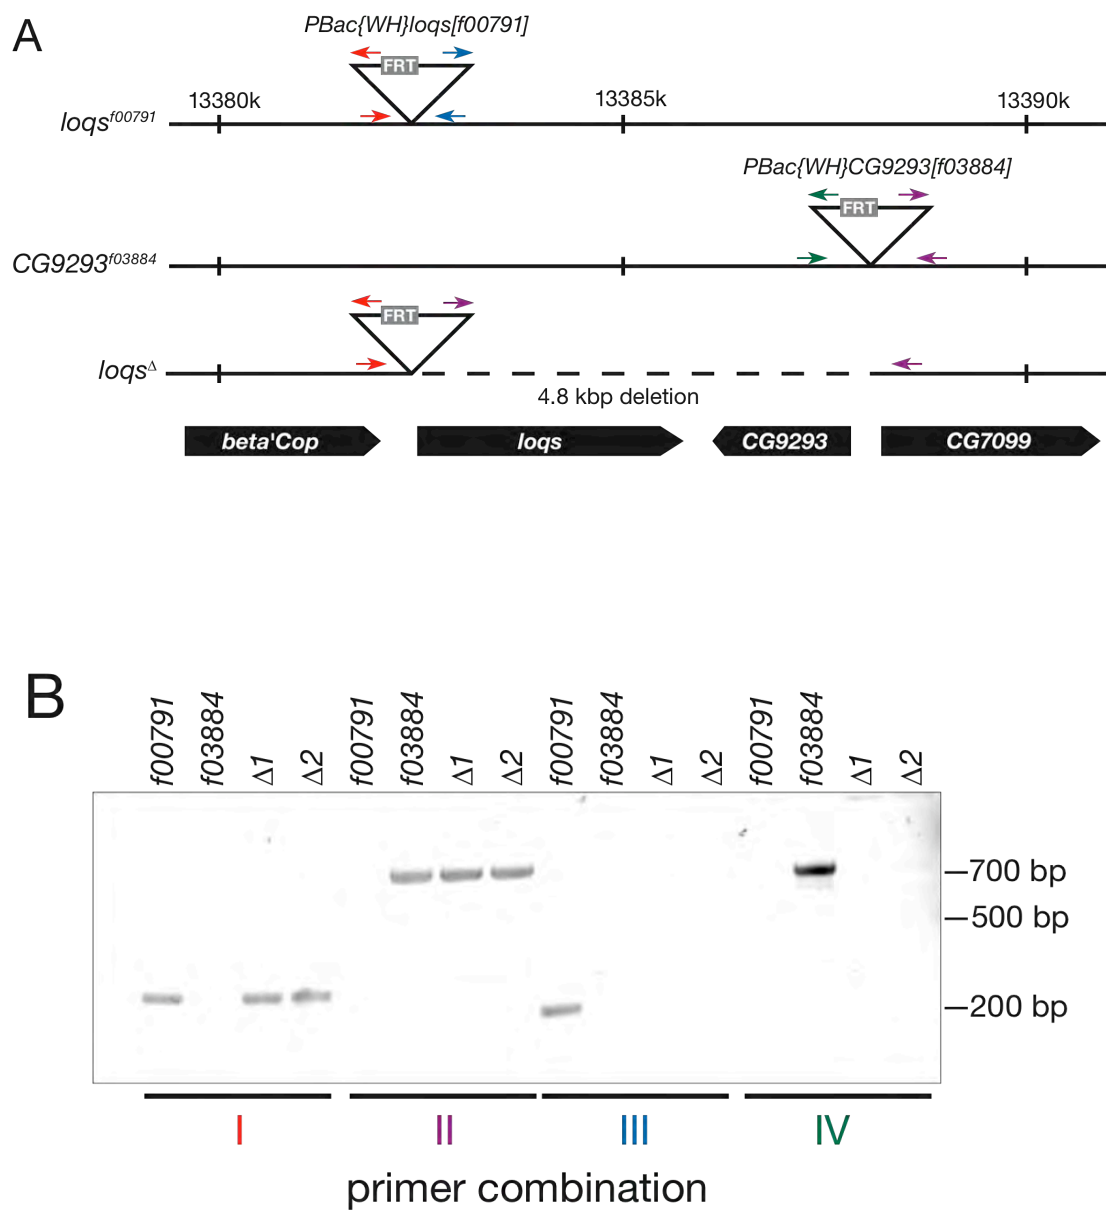 A
PBac{WH}loqs[f00791]
FRT
13380k
13385k
13390k
loqsf00791
PBac{WH}CG9293[f03884]
FRT
CG9293f03884
FRT
loqsΔ
4.8 kbp deletion
beta'Cop
loqs
CG9293
CG7099
B
f00791
f03884
Δ1
Δ2
f00791
f03884
Δ1
Δ2
f00791
f03884
Δ1
Δ2
f00791
f03884
Δ1
Δ2
–700 bp
–500 bp
–200 bp
I
II
III
IV
primer combination